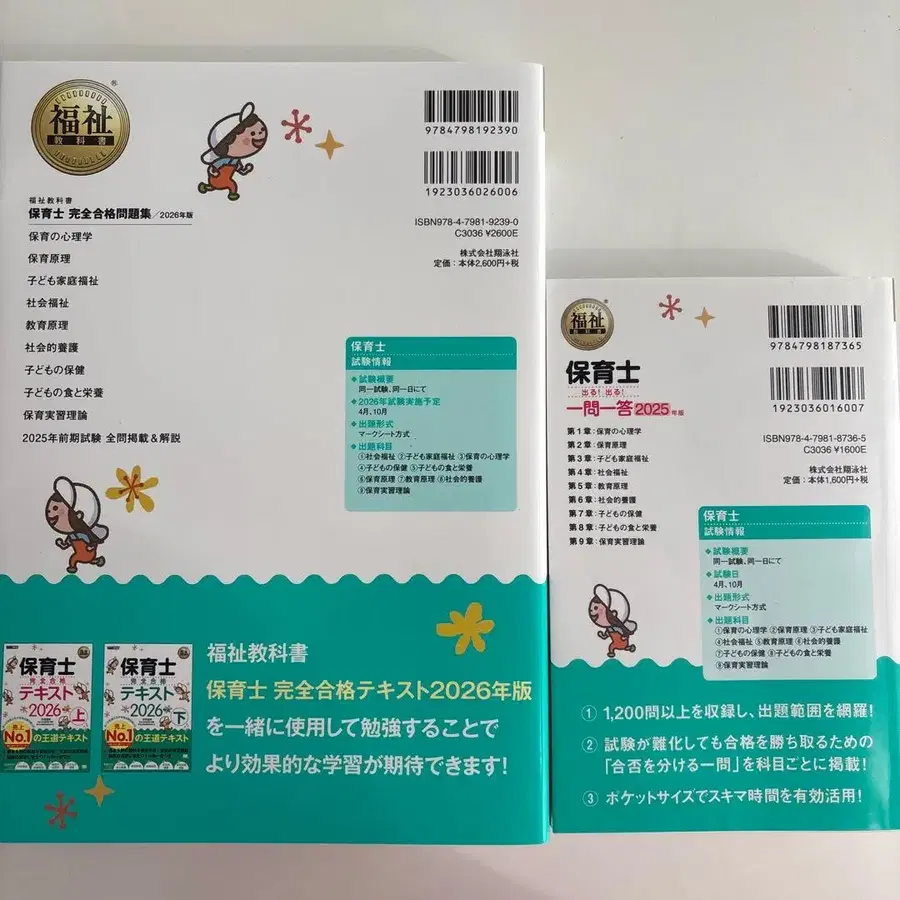 福祉
教科書
®
9784798192390
1923036026006
ISBN978-4-7981-9239-0
C3036 ¥2600E
株式会社翔泳社
定価:本体2,600円+税
福祉教科書
保育士 完全合格問題集/2026年版
保育の心理学
保育原理
子ども家庭福祉
社会福祉
教育原理
社会的養護
子どもの保健
子どもの食と栄養
保育実習理論
2025年前期試験 全問掲載&解説
保育士
試験情報
◆試験概要
同一試験、同一日にて
◆2026年試験実施予定
4月、10月
◆出題形式
マークシート方式
◆出題科目
①社会福祉 ②子ども家庭福祉 ③保育の心理学
④子どもの保健 ⑤子どもの食と栄養
⑥保育原理 ⑦教育原理 ⑧社会的養護
⑨保育実習理論
保育士
完全合格
テキスト
2026 上
売上
No.1の王道テキスト
保育士
完全合格
テキスト
2026 下
売上
No.1の王道テキスト
福祉教科書
保育士 完全合格テキスト2026年版
を一緒に使用して勉強することで
より効果的な学習が期待できます!
福祉
教科書
®
9784798187365
1923036016007
ISBN978-4-7981-8736-5
C3036 ¥1600E
株式会社翔泳社
定価:本体1,600円+税
保育士
出る!出る!
一問一答2025年版
第1章:保育の心理学
第2章:保育原理
第3章:子ども家庭福祉
第4章:社会福祉
第5章:教育原理
第6章:社会的養護
第7章:子どもの保健
第8章:子どもの食と栄養
第9章:保育実習理論
保育士
試験情報
◆試験概要
同一試験、同一日にて
◆試験日
4月、10月
◆出題形式
マークシート方式
◆出題科目
①保育の心理学 ②保育原理 ③子ども家庭福祉
④社会福祉 ⑤教育原理 ⑥社会的養護
⑦子どもの保健 ⑧子どもの食と栄養
⑨保育実習理論
① 1,200問以上を収録し、出題範囲を網羅!
② 試験が難化しても合格を勝ち取るための
「合否を分ける一問」を科目ごとに掲載!
③ ポケットサイズでスキマ時間を有効活用!